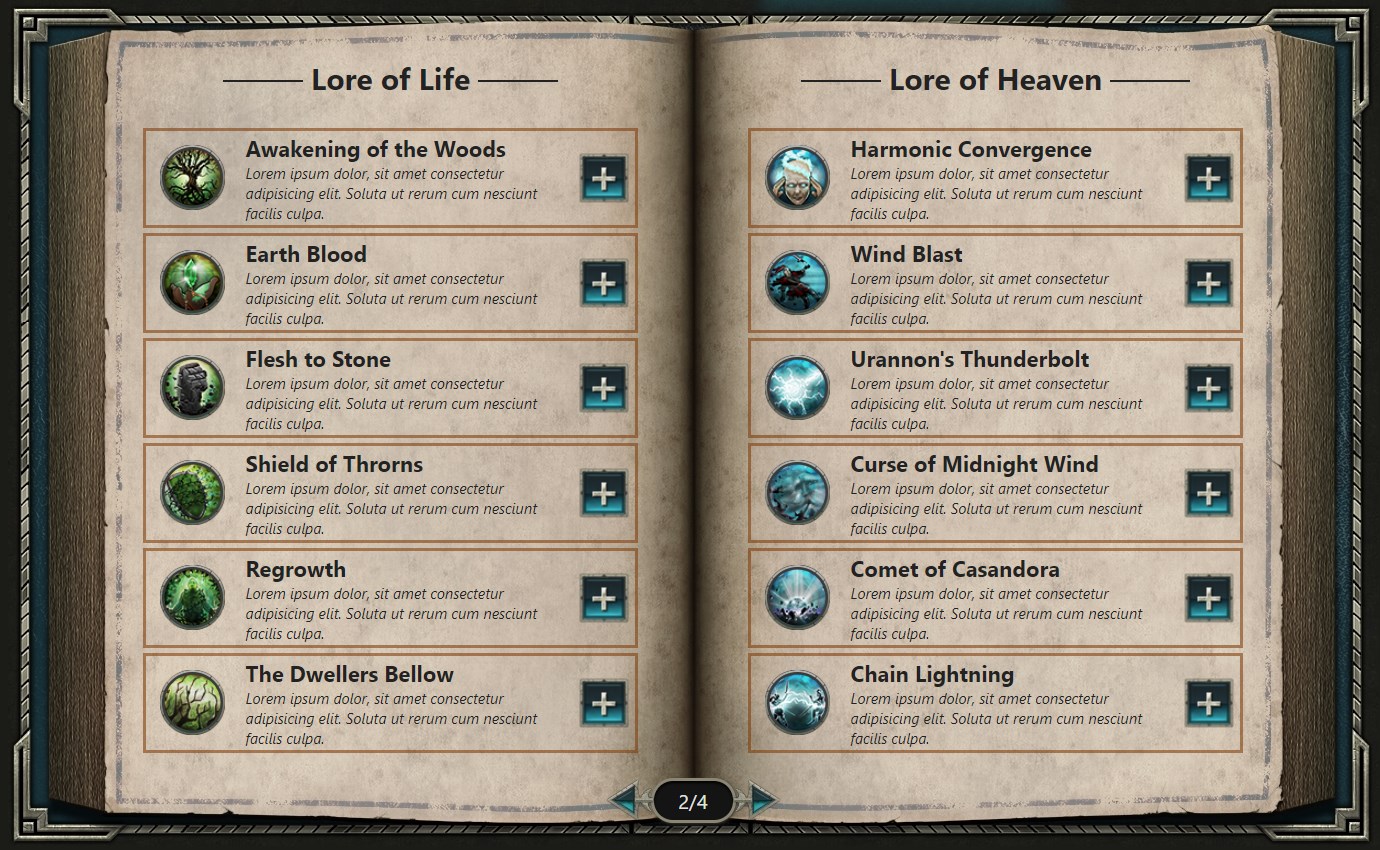 Lore of Life
Awakening of the Woods
Lorem ipsum dolor, sit amet consectetur
adipisicing elit. Soluta ut rerum cum nesciunt
facilis culpa.
Earth Blood
Lorem ipsum dolor, sit amet consectetur
adipisicing elit. Soluta ut rerum cum nesciunt
facilis culpa.
Flesh to Stone
Lorem ipsum dolor, sit amet consectetur
adipisicing elit. Soluta ut rerum cum nesciunt
facilis culpa.
Shield of Throrns
Lorem ipsum dolor, sit amet consectetur
adipisicing elit. Soluta ut rerum cum nesciunt
facilis culpa.
Regrowth
Lorem ipsum dolor, sit amet consectetur
adipisicing elit. Soluta ut rerum cum nesciunt
facilis culpa.
The Dwellers Bellow
Lorem ipsum dolor, sit amet consectetur
adipisicing elit. Soluta ut rerum cum nesciunt
facilis culpa.
Lore of Heaven
Harmonic Convergence
Lorem ipsum dolor, sit amet consectetur
adipisicing elit. Soluta ut rerum cum nesciunt
facilis culpa.
Wind Blast
Lorem ipsum dolor, sit amet consectetur
adipisicing elit. Soluta ut rerum cum nesciunt
facilis culpa.
Urannon's Thunderbolt
Lorem ipsum dolor, sit amet consectetur
adipisicing elit. Soluta ut rerum cum nesciunt
facilis culpa.
Curse of Midnight Wind
Lorem ipsum dolor, sit amet consectetur
adipisicing elit. Soluta ut rerum cum nesciunt
facilis culpa.
Comet of Casandora
Lorem ipsum dolor, sit amet consectetur
adipisicing elit. Soluta ut rerum cum nesciunt
facilis culpa.
Chain Lightning
Lorem ipsum dolor, sit amet consectetur
adipisicing elit. Soluta ut rerum cum nesciunt
facilis culpa.
2/4